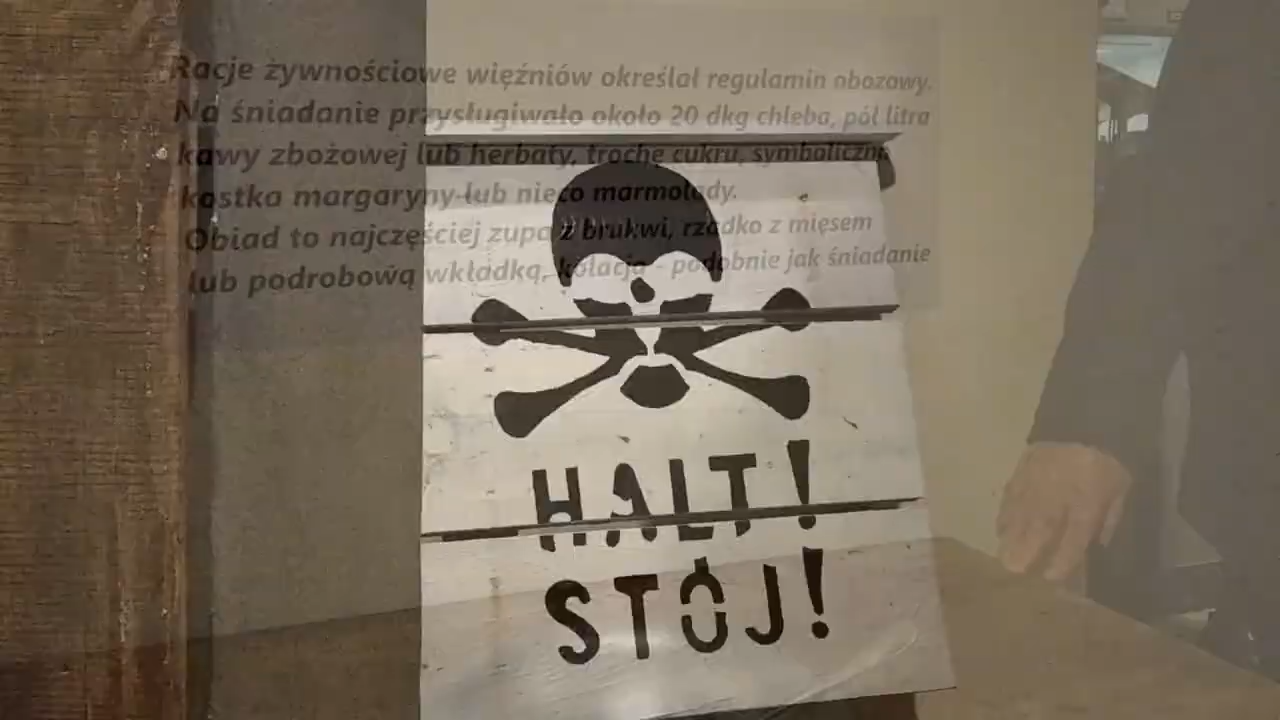 Racje żywnościowe więźniów określał regulamin obozowy.
Na śniadanie przysługiwało około 20 dkg chleba, pół litra
kawy zbożowej lub herbaty, trochę cukru, symboliczna
kostka margaryny lub nieco marmolady.
Obiad to najczęściej zupa z brukwi, rzadko z mięsem
lub podrobową wkładką, kolacja - podobnie jak śniadanie
HALT!
STÓJ!